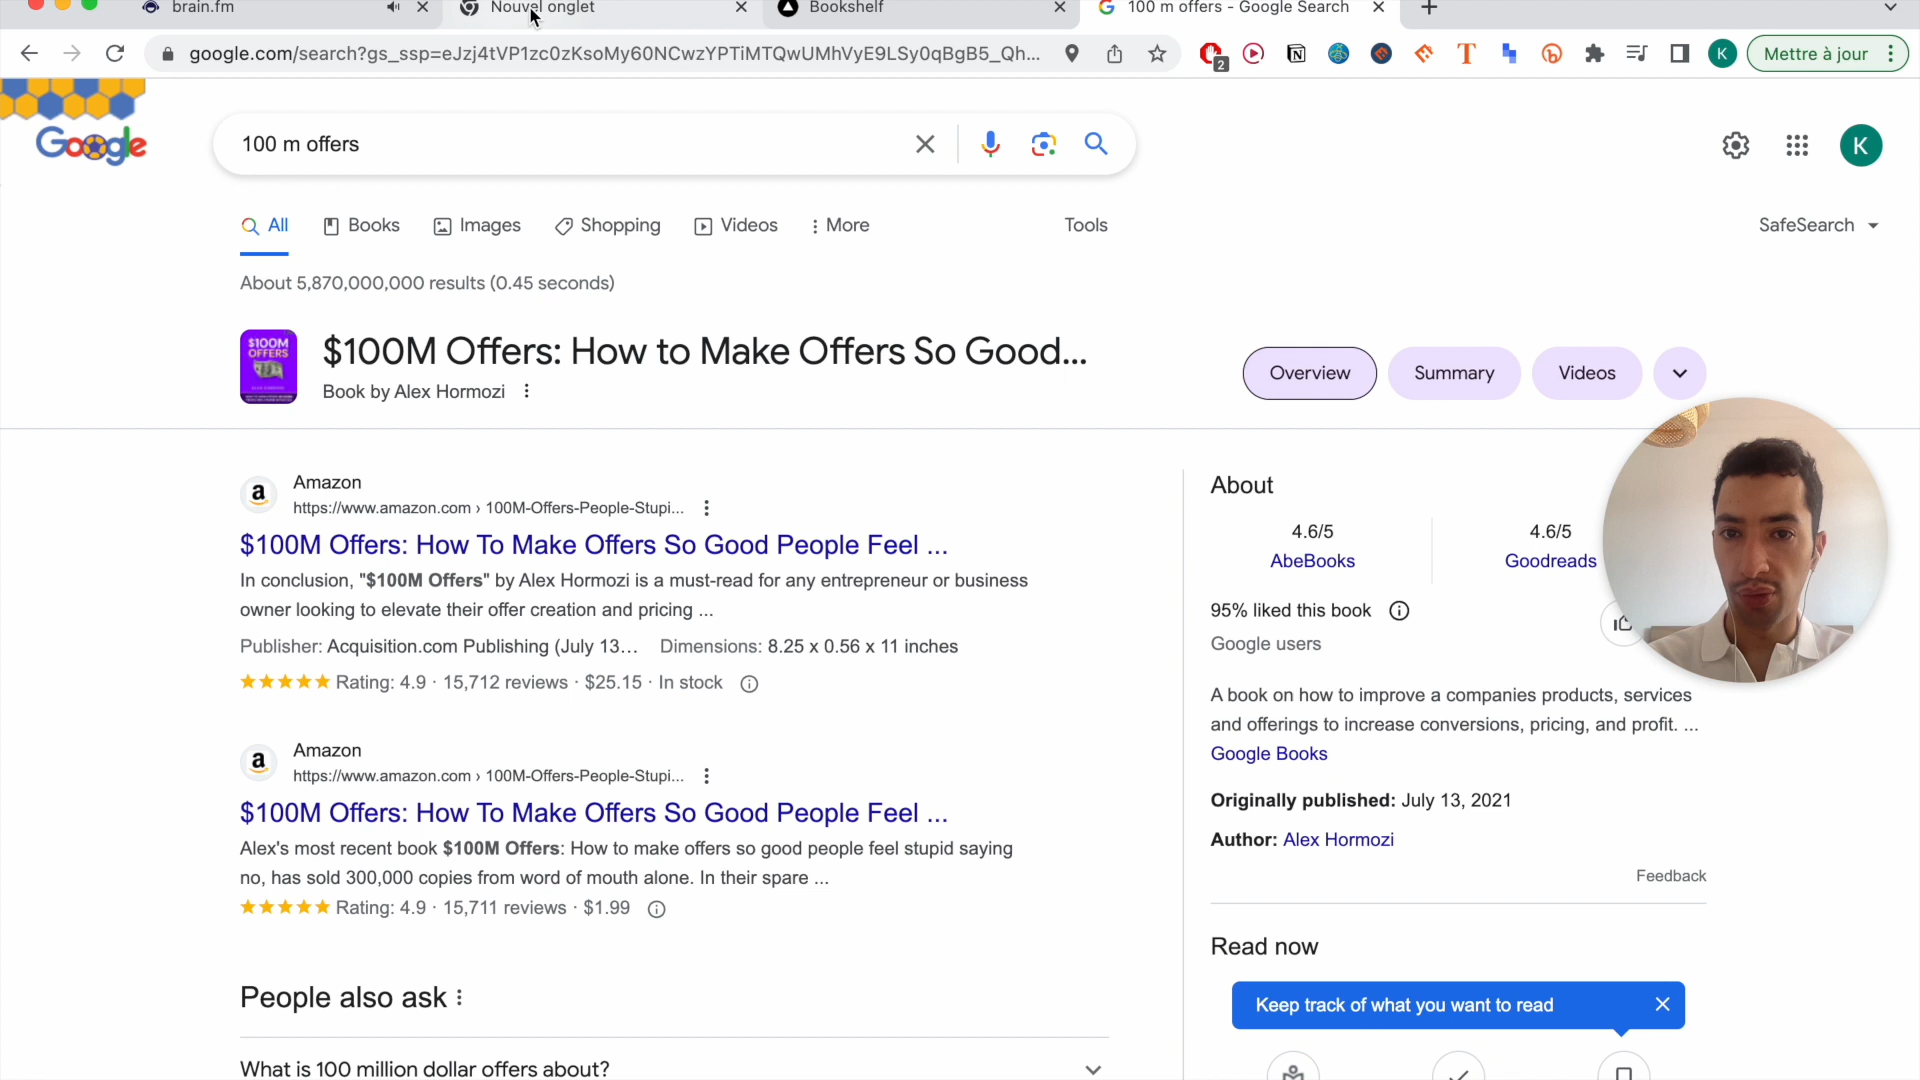 brain.fm
Nouvel onglet
Bookshelf
100 m offers - Google Search
google.com/search?gs_ssp=eJzj4tVP1zc0zKsoMy60NCwzYPTiMTQwUMhVyE9LSy0qBgB5_Qh...
2
K
Mettre à jour
Google
100 m offers
K
All
Books
Images
Shopping
Videos
More
Tools
SafeSearch
About 5,870,000,000 results (0.45 seconds)
$100M
OFFERS
$100M Offers: How to Make Offers So Good...
Book by Alex Hormozi
Overview
Summary
Videos
Amazon
https://www.amazon.com › 100M-Offers-People-Stupi...
$100M Offers: How To Make Offers So Good People Feel ...
In conclusion, "$100M Offers" by Alex Hormozi is a must-read for any entrepreneur or business
owner looking to elevate their offer creation and pricing ...
Publisher: Acquisition.com Publishing (July 13... Dimensions: 8.25 x 0.56 x 11 inches
Rating: 4.9 · 15,712 reviews · $25.15 · In stock
Amazon
https://www.amazon.com › 100M-Offers-People-Stupi...
$100M Offers: How To Make Offers So Good People Feel ...
Alex's most recent book $100M Offers: How to make offers so good people feel stupid saying
no, has sold 300,000 copies from word of mouth alone. In their spare ...
Rating: 4.9 · 15,711 reviews · $1.99
People also ask
What is 100 million dollar offers about?
About
4.6/5
AbeBooks
4.6/5
Goodreads
95% liked this book
Google users
A book on how to improve a companies products, services
and offerings to increase conversions, pricing, and profit. ...
Google Books
Originally published: July 13, 2021
Author: Alex Hormozi
Feedback
Read now
Keep track of what you want to read